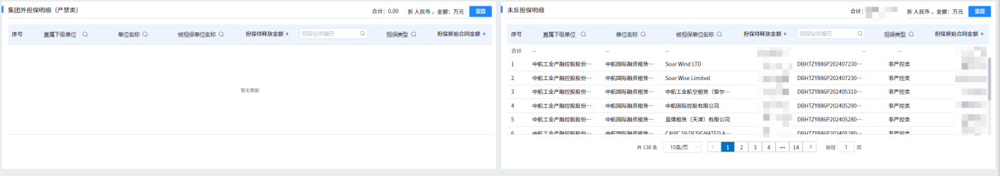 集团外担保明细（严禁类） 合计：0.00 折 人民币 ，金额：万元 重置
序号 直属下级单位 单位名称 被担保单位名称 担保待释放金额 担保业务编号 担保类型 担保原始合同金额
暂无数据
未反担保明细 合计： 折 人民币 ，金额：万元 重置
序号 直属下级单位 单位名称 被担保单位名称 担保待释放金额 担保业务编号 担保类型 担保原始合同金额
合计 -- -- -- -- --
1 中航工业产融控股股份… 中航国际融资租赁… Soar Wind LTD DBHTZY886P202407230… 非严控类
2 中航工业产融控股股份… 中航国际融资租赁… Soar Wise Limited DBHTZY886P202407230… 非严控类
3 中航工业产融控股股份… 中航国际融资租赁… 中航工业航空租赁（爱尔… DBHTZY886P202405310… 非严控类
4 中航工业产融控股股份… 中航国际融资租赁… 中航国际控股有限公司 DBHTZY886P202405290… 非严控类
5 中航工业产融控股股份… 中航国际融资租赁… 蓝倩租赁（天津）有限公司 DBHTZY886P202405280… 非严控类
6 中航工业产融控股股份… 中航国际融资租赁… CAVIC 59 DESIGNATED A… DBHTZY886P202405280… 非严控类
共 138 条 10条/页 < 1 2 3 4 … 14 > 前往 1 页